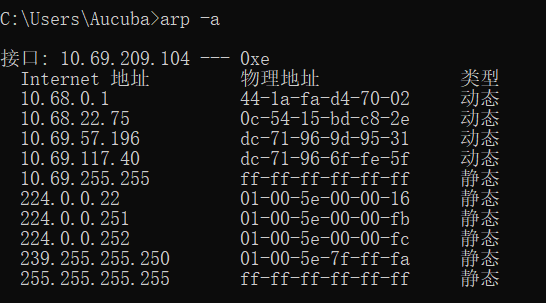 C:\Users\Aucuba>arp -a
接口: 10.69.209.104 --- 0xe
Internet 地址 物理地址 类型
10.68.0.1 44-1a-fa-d4-70-02 动态
10.68.22.75 0c-54-15-bd-c8-2e 动态
10.69.57.196 dc-71-96-9d-95-31 动态
10.69.117.40 dc-71-96-6f-fe-5f 动态
10.69.255.255 ff-ff-ff-ff-ff-ff 静态
224.0.0.22 01-00-5e-00-00-16 静态
224.0.0.251 01-00-5e-00-00-fb 静态
224.0.0.252 01-00-5e-00-00-fc 静态
239.255.255.250 01-00-5e-7f-ff-fa 静态
255.255.255.255 ff-ff-ff-ff-ff-ff 静态